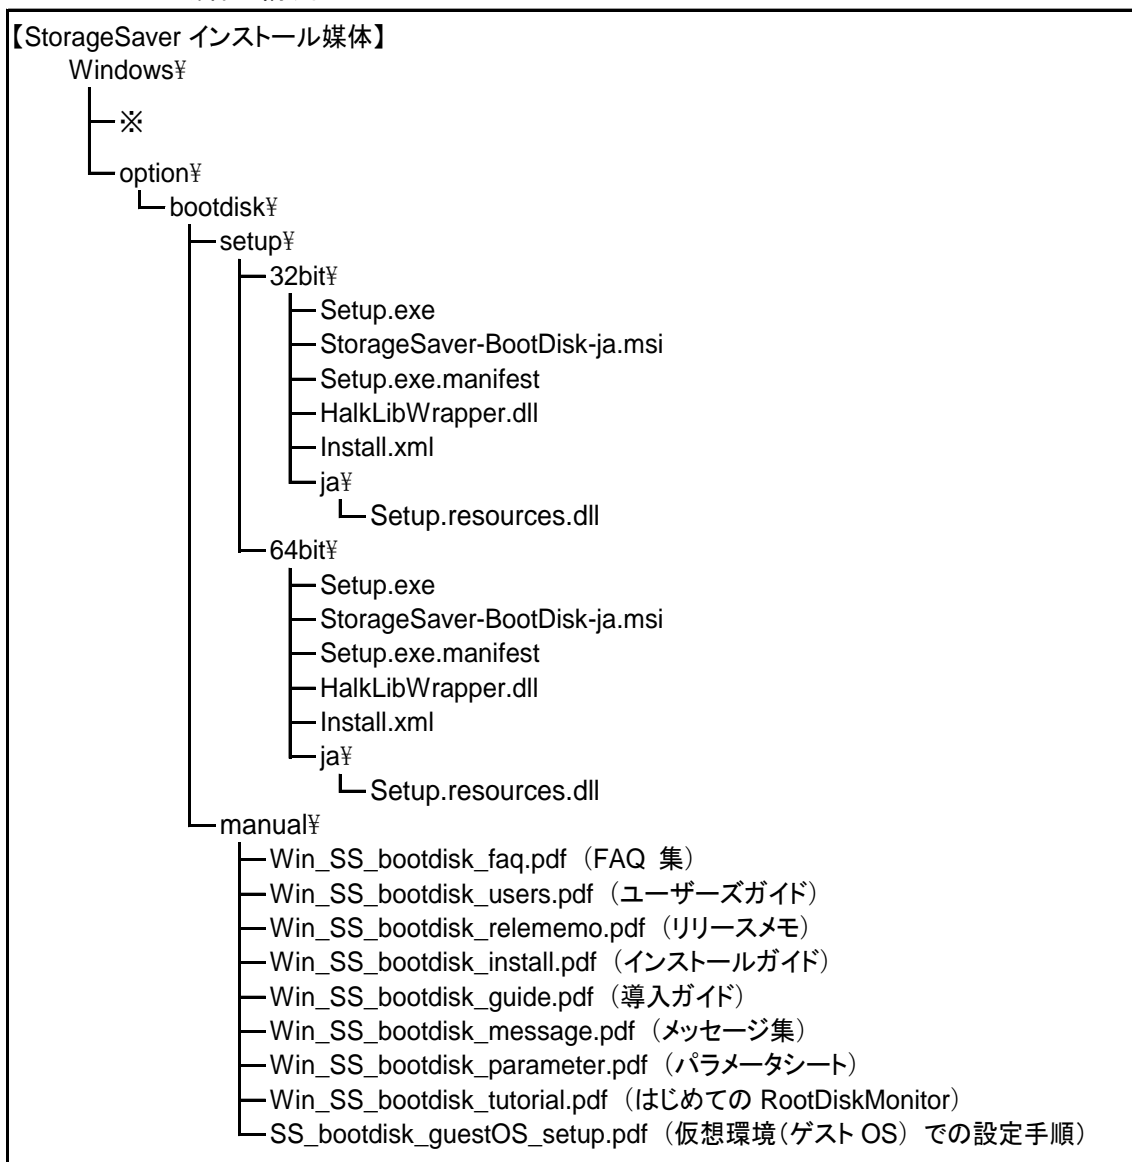 【StorageSaver インストール媒体】
Windows¥
※
option¥
bootdisk¥
setup¥
32bit¥
Setup.exe
StorageSaver-BootDisk-ja.msi
Setup.exe.manifest
HalkLibWrapper.dll
Install.xml
ja¥
Setup.resources.dll
64bit¥
Setup.exe
StorageSaver-BootDisk-ja.msi
Setup.exe.manifest
HalkLibWrapper.dll
Install.xml
ja¥
Setup.resources.dll
manual¥
Win_SS_bootdisk_faq.pdf（FAQ 集）
Win_SS_bootdisk_users.pdf（ユーザーズガイド）
Win_SS_bootdisk_relememo.pdf（リリースメモ）
Win_SS_bootdisk_install.pdf（インストールガイド）
Win_SS_bootdisk_guide.pdf（導入ガイド）
Win_SS_bootdisk_message.pdf（メッセージ集）
Win_SS_bootdisk_parameter.pdf（パラメータシート）
Win_SS_bootdisk_tutorial.pdf（はじめての RootDiskMonitor）
SS_bootdisk_guestOS_setup.pdf（仮想環境（ゲスト OS）での設定手順）